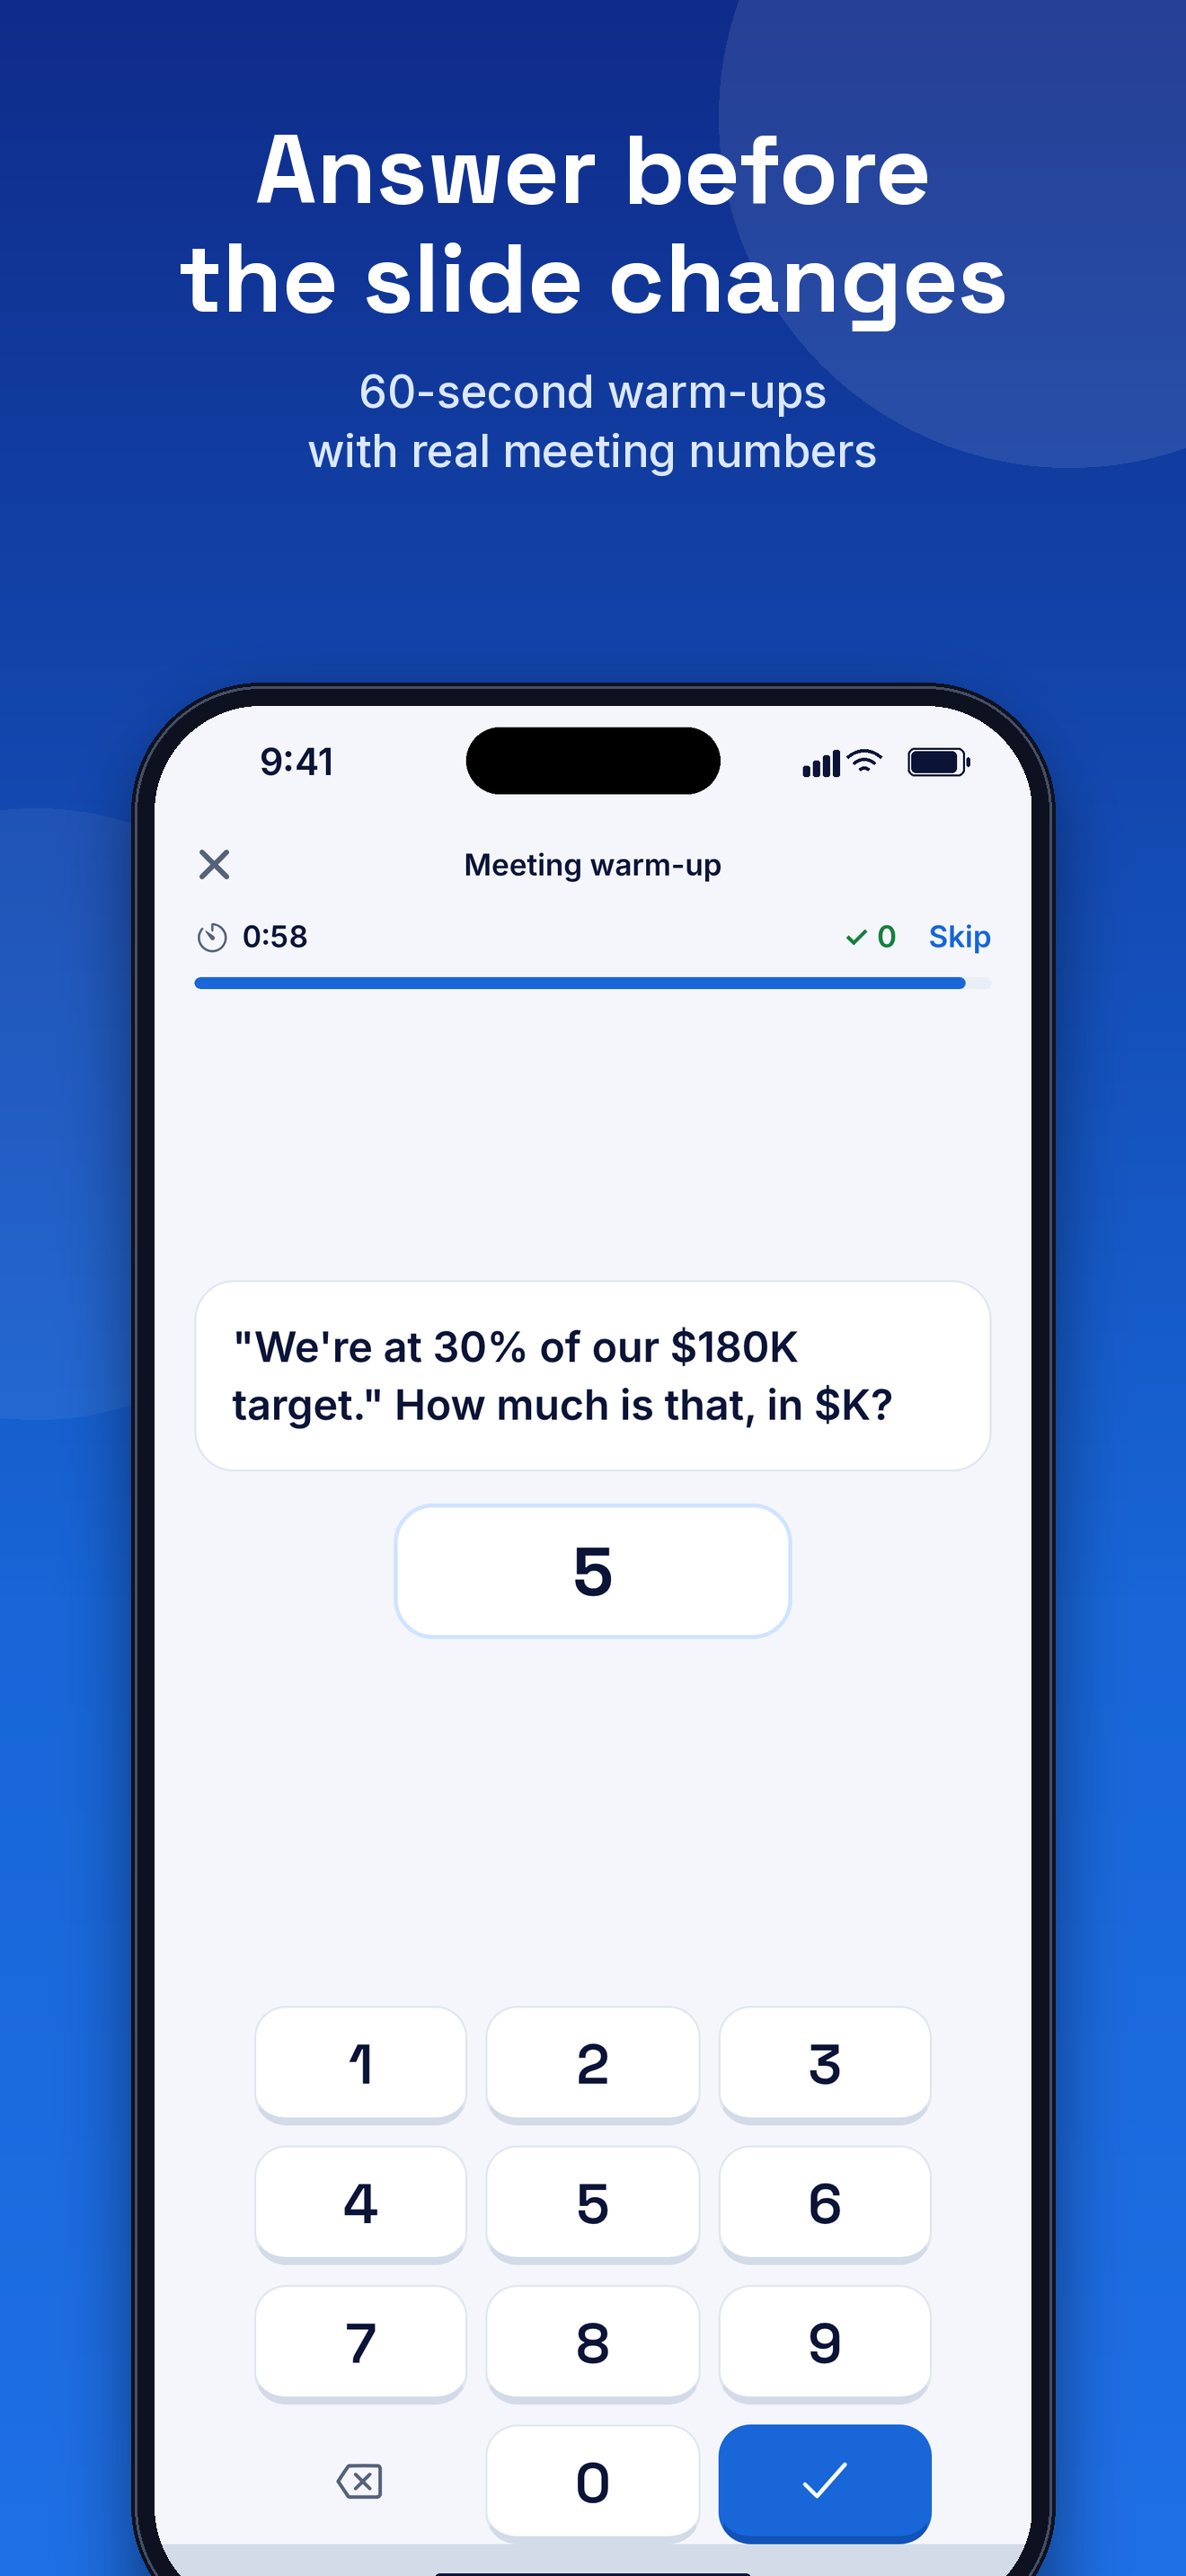 Answer before
the slide changes
60-second warm-ups
with real meeting numbers
9:41
Meeting warm-up
0:58
0
Skip
"We're at 30% of our $180K
target." How much is that, in $K?
5
1
2
3
4
5
6
7
8
9
0